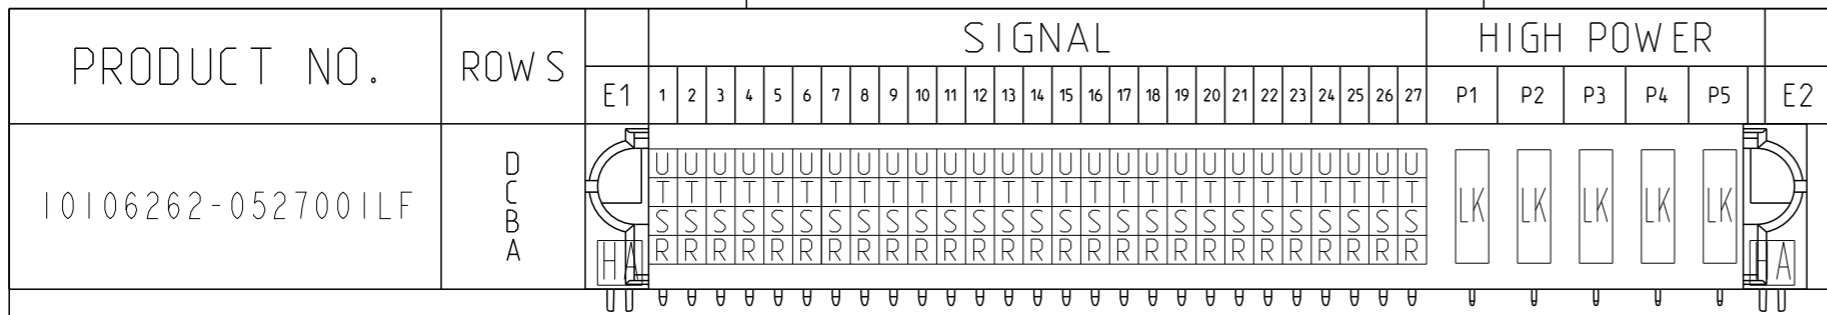 SIGNAL HIGH POWER
PRODUCT NO. ROWS
E1 1 2 3 4 5 6 7 8 9 10 11 12 13 14 15 16 17 18 19 20 21 22 23 24 25 26 27 P1 P2 P3 P4 P5 E2
D U U U U U U U U U U U U U U U U U U U U U U U U U U U
C T T T T T T T T T T T T T T T T T T T T T T T T T T T
10106262-0527001LF LK LK LK LK LK
B S S S S S S S S S S S S S S S S S S S S S S S S S S S
A R R R R R R R R R R R R R R R R R R R R R R R R R R R
HA A